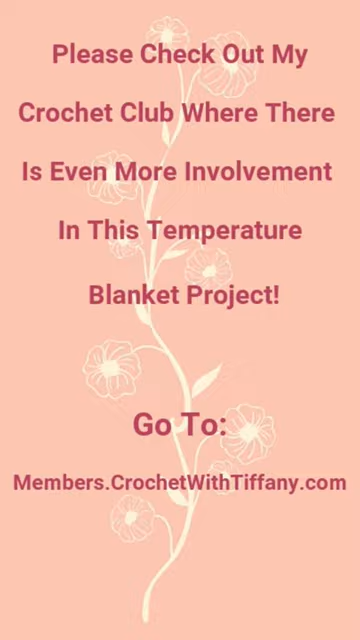 Please Check Out My
Crochet Club Where There
Is Even More Involvement
In This Temperature
Blanket Project!
Go To:
Members.CrochetWithTiffany.com